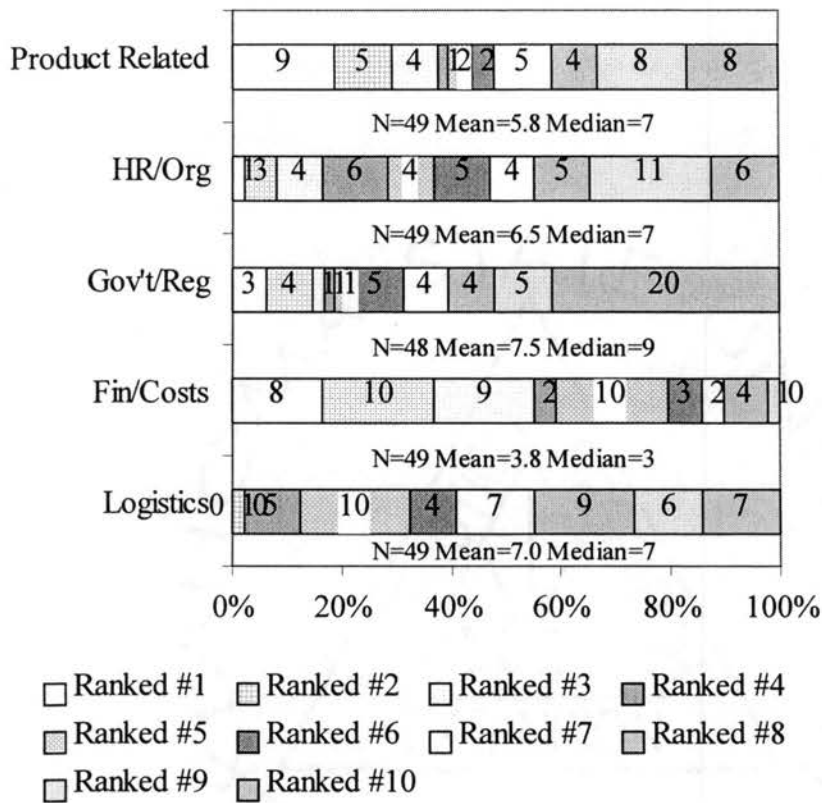 Product Related 9 5 4 1 2 2 5 4 8 8
N=49 Mean=5.8 Median=7
HR/Org 1 3 4 6 4 5 4 5 11 6
N=49 Mean=6.5 Median=7
Gov't/Reg 3 4 1 1 1 5 4 4 5 20
N=48 Mean=7.5 Median=9
Fin/Costs 8 10 9 2 10 3 2 4 1 0
N=49 Mean=3.8 Median=3
Logistics 0 1 0 5 10 4 7 9 6 7
N=49 Mean=7.0 Median=7
0% 20% 40% 60% 80% 100%
Ranked #1 Ranked #2 Ranked #3 Ranked #4
Ranked #5 Ranked #6 Ranked #7 Ranked #8
Ranked #9 Ranked #10